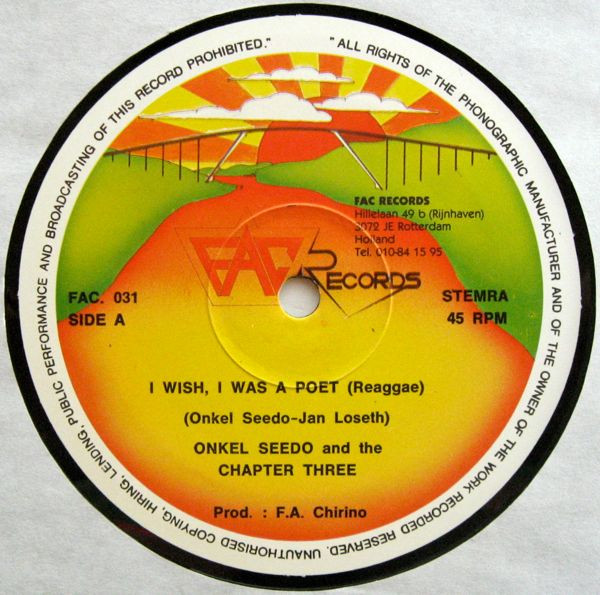 "ALL RIGHTS OF THE PHONOGRAPHIC MANUFACTURER AND OF THE OWNER OF THE WORK RECORDED RESERVED. UNAUTHORISED COPYING, HIRING, LENDING, PUBLIC PERFORMANCE AND BROADCASTING OF THIS RECORD PROHIBITED."
FAC RECORDS
Hillelaan 49 b (Rijnhaven)
3072 JE Rotterdam
Holland
Tel. 010-84 15 95
FAC RECORDS
FAC. 031
SIDE A
STEMRA
45 RPM
I WISH, I WAS A POET (Reaggae)
(Onkel Seedo-Jan Loseth)
ONKEL SEEDO and the
CHAPTER THREE
Prod. : F.A. Chirino